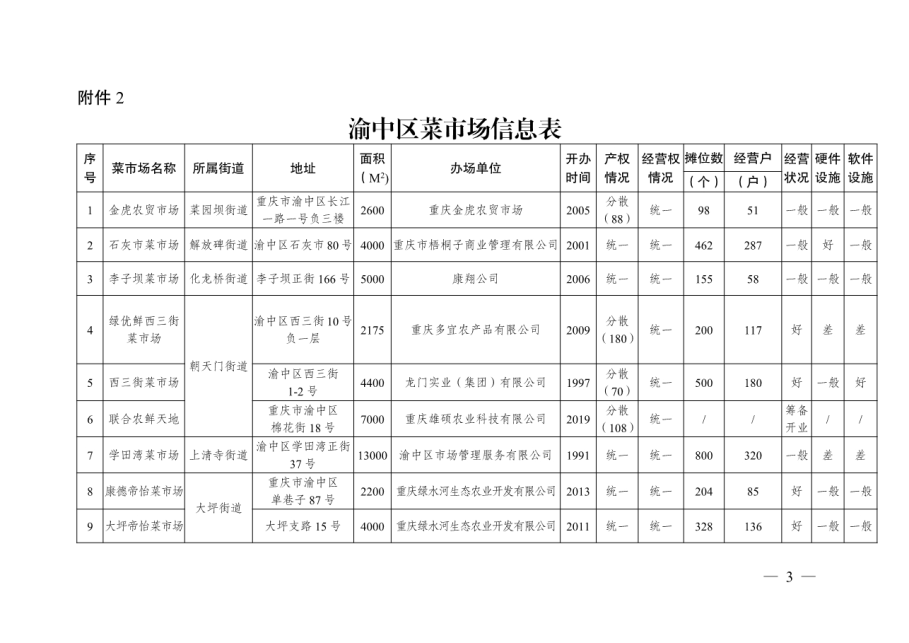 附件 2
渝中区菜市场信息表
序号 菜市场名称 所属街道 地址 面积（M²） 办场单位 开办时间 产权情况 经营权情况 摊位数（个） 经营户（户） 经营状况 硬件设施 软件设施
1 金虎农贸市场 菜园坝街道 重庆市渝中区长江一路一号负三楼 2600 重庆金虎农贸市场 2005 分散（88） 统一 98 51 一般 一般 一般
2 石灰市菜市场 解放碑街道 渝中区石灰市 80 号 4000 重庆市梧桐子商业管理有限公司 2001 统一 统一 462 287 一般 好 一般
3 李子坝菜市场 化龙桥街道 李子坝正街 166 号 5000 康翔公司 2006 统一 统一 155 58 一般 一般 一般
4 绿优鲜西三街菜市场 朝天门街道 渝中区西三街 10 号负一层 2175 重庆多宜农产品有限公司 2009 分散（180） 统一 200 117 好 差 差
5 西三街菜市场 渝中区西三街 1-2 号 4400 龙门实业（集团）有限公司 1997 分散（70） 统一 500 180 好 一般 好
6 联合农鲜天地 重庆市渝中区棉花街 18 号 7000 重庆雄硕农业科技有限公司 2019 分散（108） 统一 / / 筹备开业 / /
7 学田湾菜市场 上清寺街道 渝中区学田湾正街 37 号 13000 渝中区市场管理服务有限公司 1991 统一 统一 800 320 一般 差 差
8 康德帝怡菜市场 大坪街道 重庆市渝中区单巷子 87 号 2200 重庆绿水河生态农业开发有限公司 2013 统一 统一 204 85 好 一般 一般
9 大坪帝怡菜市场 大坪支路 15 号 4000 重庆绿水河生态农业开发有限公司 2011 统一 统一 328 136 好 一般 一般
— 3 —